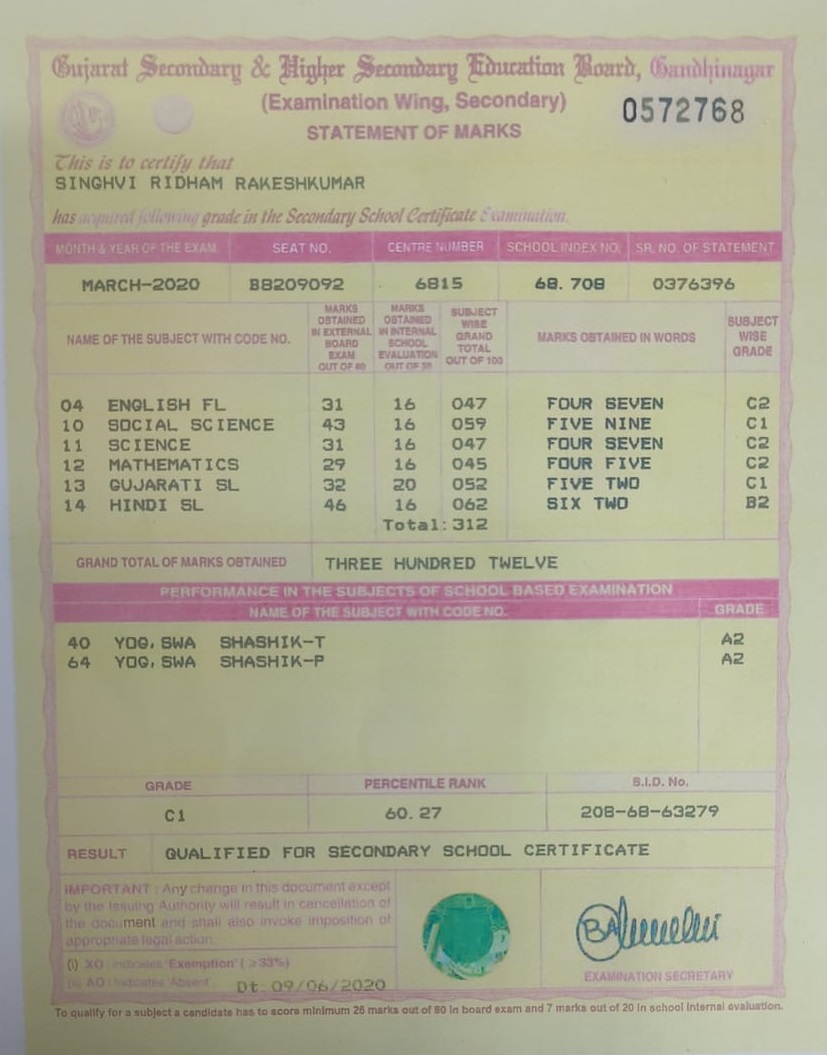 Gujarat Secondary & Higher Secondary Education Board, Gandhinagar
(Examination Wing, Secondary)
0572768
STATEMENT OF MARKS
This is to certify that
SINGHVI RIDHAM RAKESHKUMAR
has acquired following grade in the Secondary School Certificate Examination.
MONTH & YEAR OF THE EXAM. SEAT NO. CENTRE NUMBER SCHOOL INDEX NO. SR. NO. OF STATEMENT
MARCH-2020 B8209092 6815 68.708 0376396
NAME OF THE SUBJECT WITH CODE NO. MARKS OBTAINED IN EXTERNAL BOARD EXAM OUT OF 80 MARKS OBTAINED IN INTERNAL SCHOOL EVALUATION OUT OF 20 SUBJECT WISE GRAND TOTAL OUT OF 100 MARKS OBTAINED IN WORDS SUBJECT WISE GRADE
04 ENGLISH FL 31 16 047 FOUR SEVEN C2
10 SOCIAL SCIENCE 43 16 059 FIVE NINE C1
11 SCIENCE 31 16 047 FOUR SEVEN C2
12 MATHEMATICS 29 16 045 FOUR FIVE C2
13 GUJARATI SL 32 20 052 FIVE TWO C1
14 HINDI SL 46 16 062 SIX TWO B2
Total:312
GRAND TOTAL OF MARKS OBTAINED THREE HUNDRED TWELVE
PERFORMANCE IN THE SUBJECTS OF SCHOOL BASED EXAMINATION
NAME OF THE SUBJECT WITH CODE NO. GRADE
40 YOG,SWA SHASHIK-T A2
64 YOG,SWA SHASHIK-P A2
GRADE PERCENTILE RANK S.I.D. No.
C1 60.27 208-68-63279
RESULT QUALIFIED FOR SECONDARY SCHOOL CERTIFICATE
IMPORTANT : Any change in this document except
by the Issuing Authority will result in cancellation of
the document and shall also invoke imposition of
appropriate legal action.
(i) XO : indicates 'Exemption' ( ≥ 33%)
(ii) AO : Indicates 'Absent'
Dt: 09/06/2020
EXAMINATION SECRETARY
To qualify for a subject a candidate has to score minimum 26 marks out of 80 in board exam and 7 marks out of 20 in school internal evaluation.